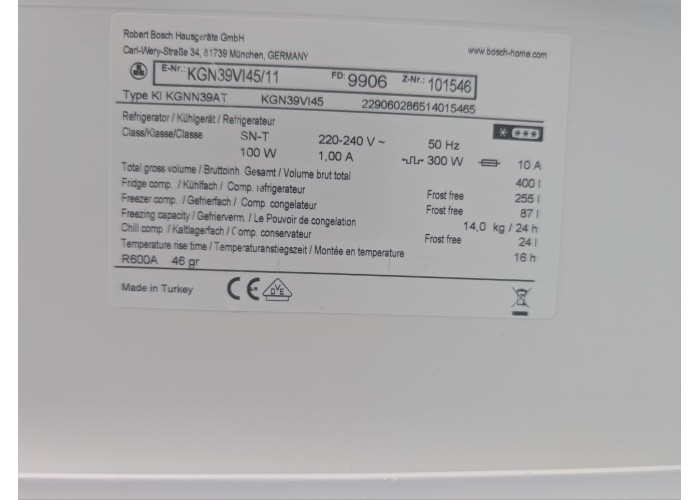 Robert Bosch Hausgeräte GmbH
Carl-Wery-Straße 34, 81739 München, GERMANY
www.bosch-home.com
E-Nr.: KGN39VI45/11 FD: 9906 Z-Nr.: 101546
Type KI KGNN39AT KGN39VI45 229060286514015465
Refrigerator / Kühlgerät / Refrigerateur
Class/Klasse/Classe SN-T 220-240 V ~ 50 Hz
100 W 1,00 A 300 W 10 A
Total gross volume / Bruttoinh. Gesamt / Volume brut total 400 l
Fridge comp. / Kühlfach / Comp. refrigerateur Frost free 255 l
Freezer comp. / Gefrierfach / Comp. congelateur Frost free 87 l
Freezing capacity / Gefrierverm. / Le Pouvoir de congelation 14,0 kg / 24 h
Chill comp. / Kaltlagerfach / Comp. conservateur Frost free 24 l
Temperature rise time / Temperaturanstiegszeit / Montée en temperature 16 h
R600A 46 gr
Made in Turkey CE DVE